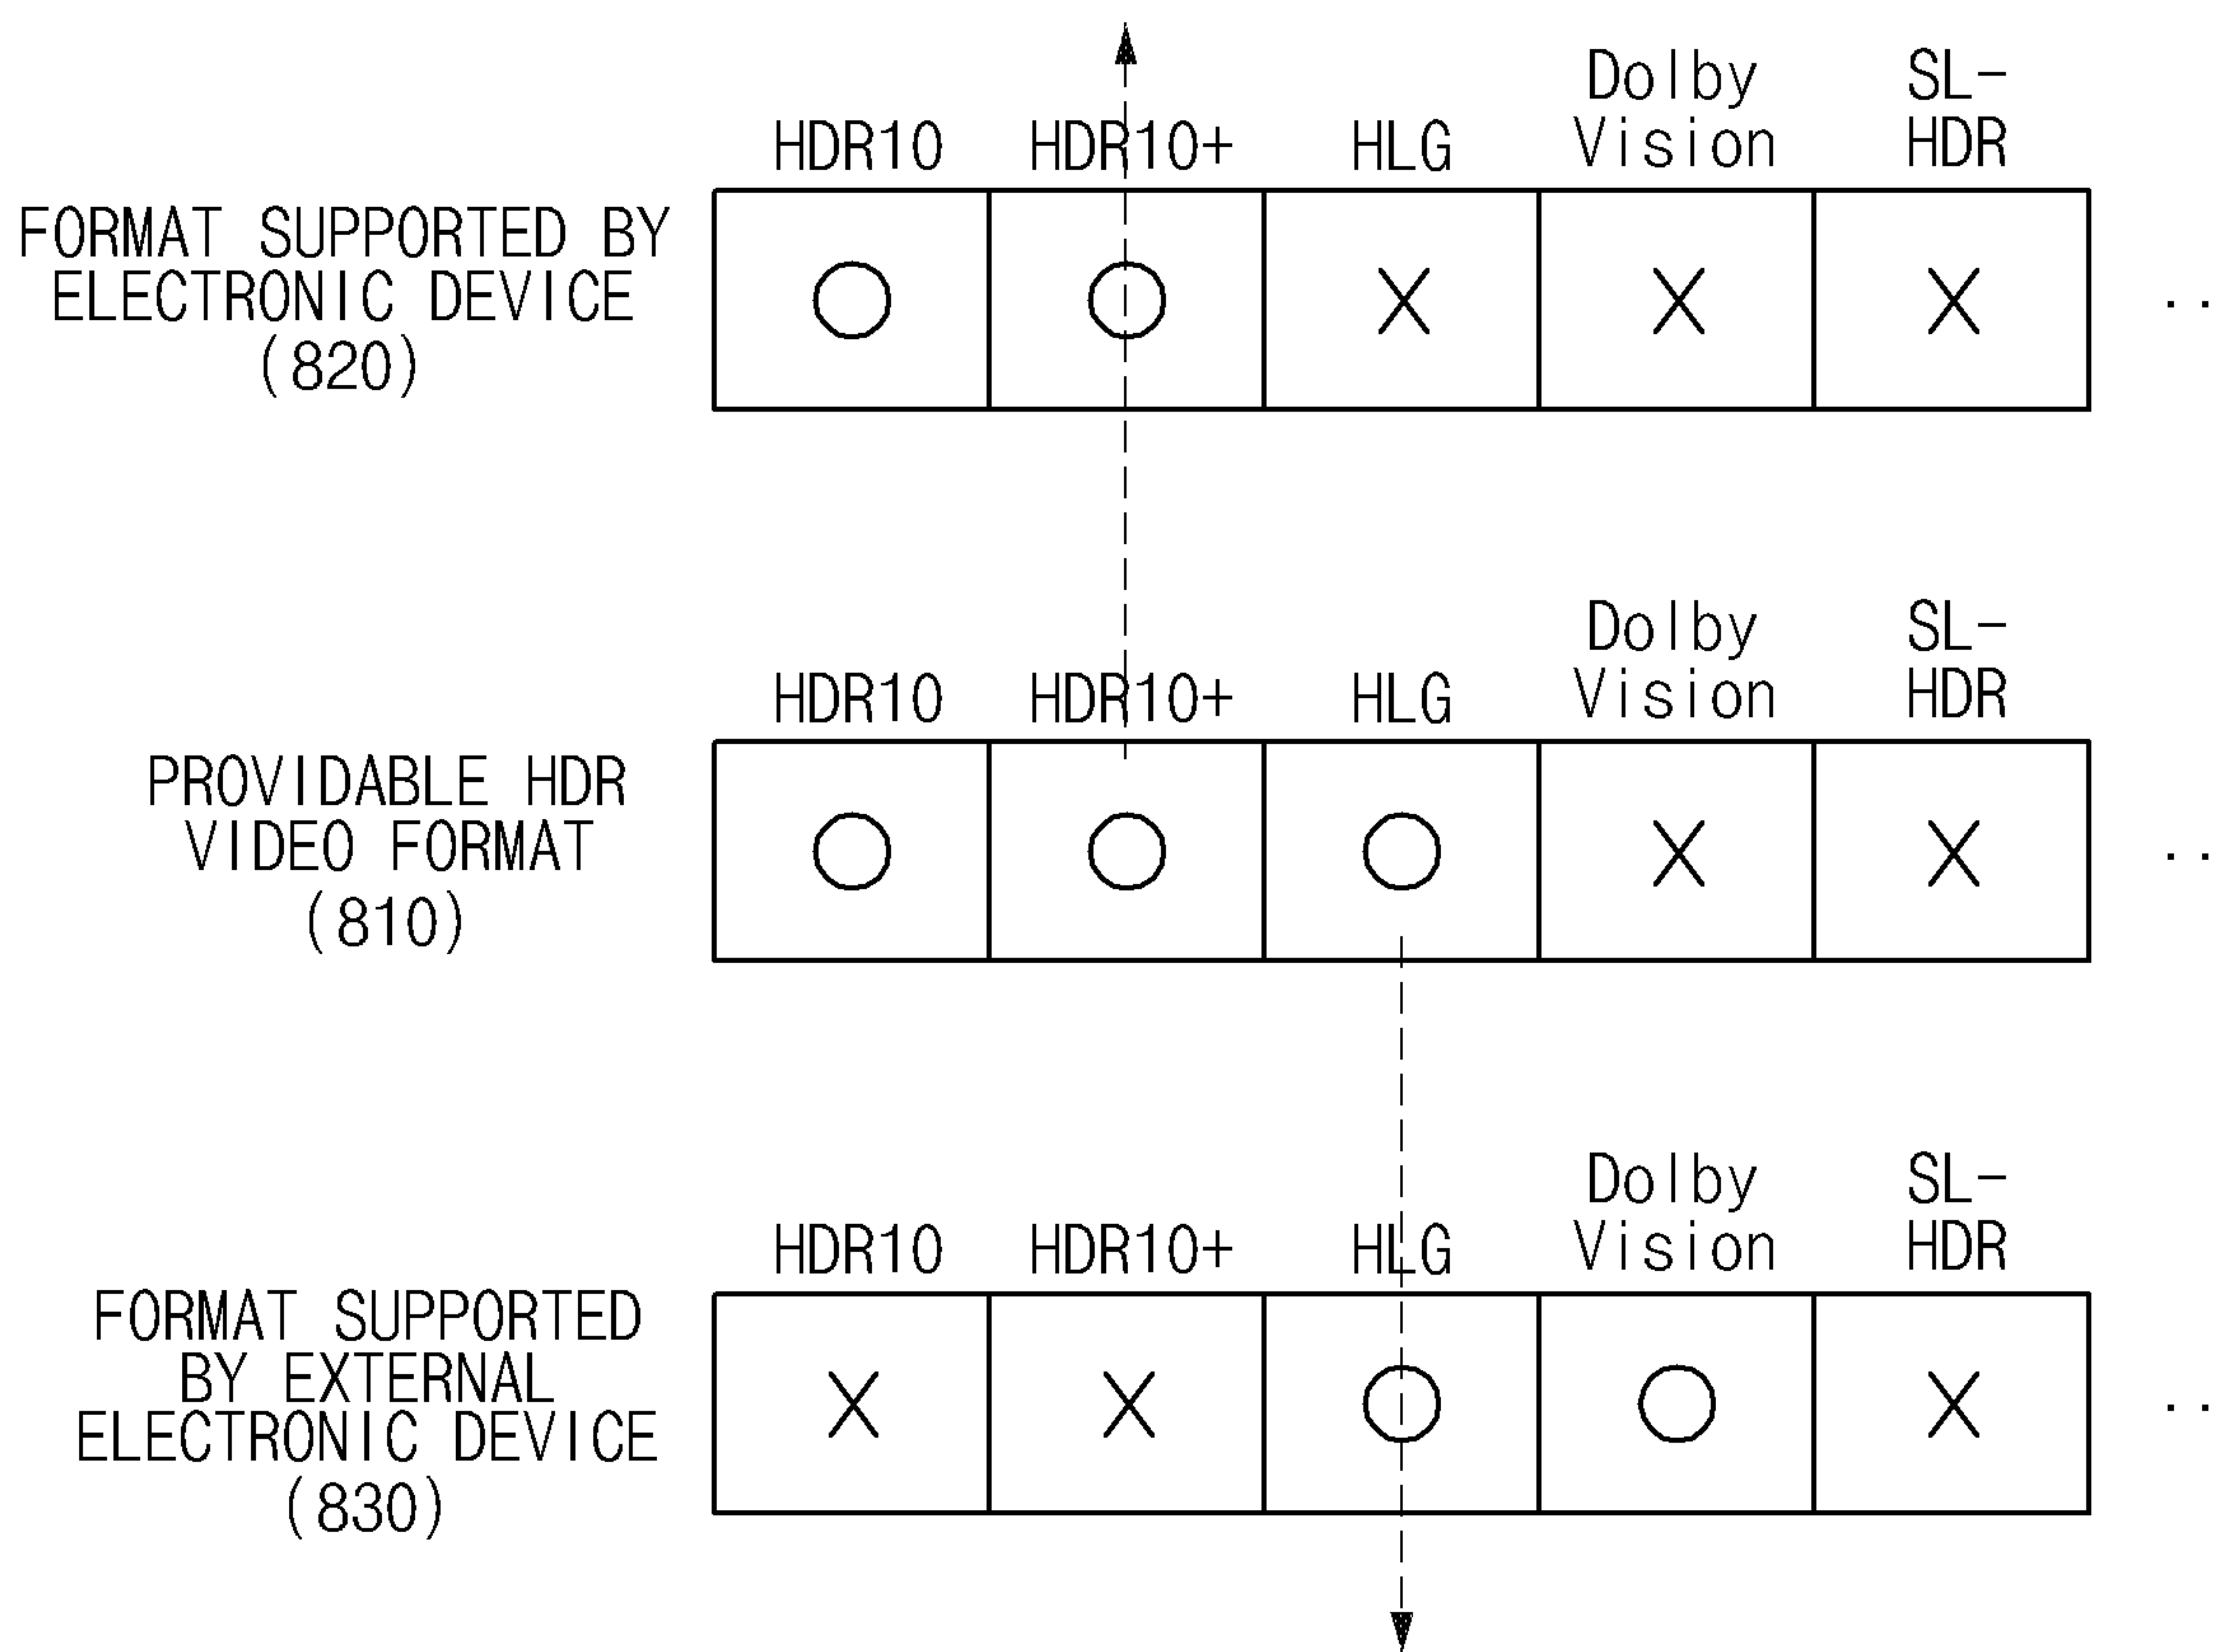 Dolby SL-
HDR10 HDR10+ HLG Vision HDR
FORMAT SUPPORTED BY
ELECTRONIC DEVICE
(820)
O O X X X ..
Dolby SL-
HDR10 HDR10+ HLG Vision HDR
PROVIDABLE HDR
VIDEO FORMAT
(810)
O O O X X ..
Dolby SL-
HDR10 HDR10+ HLG Vision HDR
FORMAT SUPPORTED
BY EXTERNAL
ELECTRONIC DEVICE
(830)
X X O O X ..